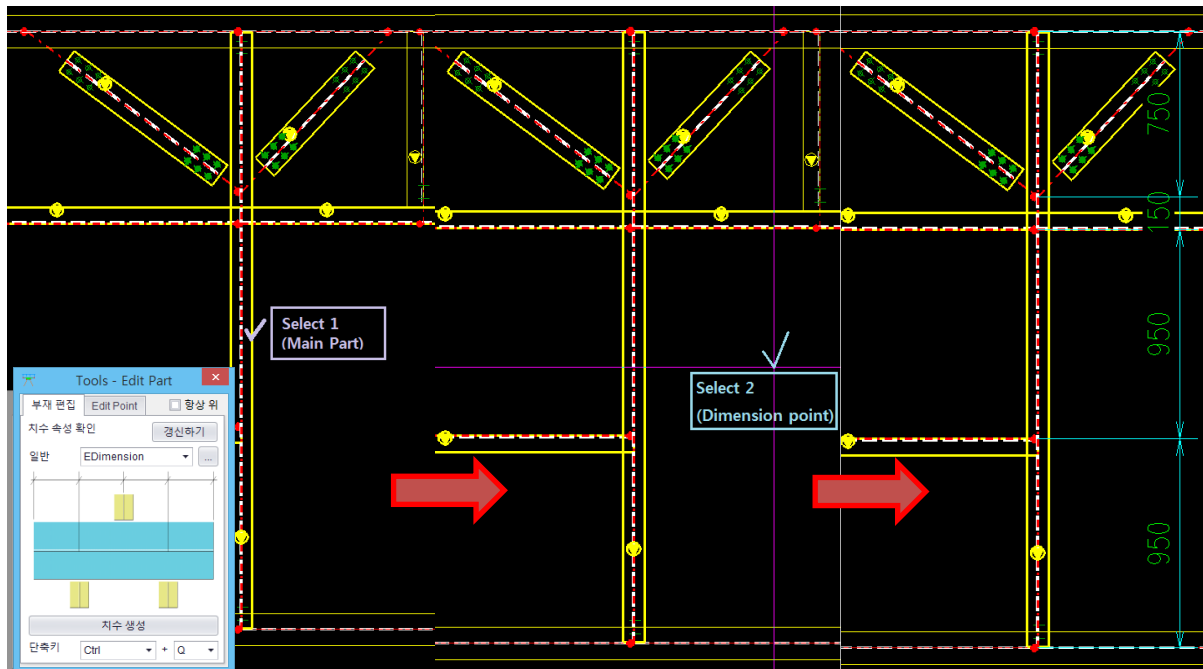 Select 1
(Main Part)
Tools - Edit Part
부재 편집
Edit Point
항상 위
치수 속성 확인
갱신하기
일반
EDimension
...
치수 생성
단축키
Ctrl
+
Q
Select 2
(Dimension point)
750
150
950
950